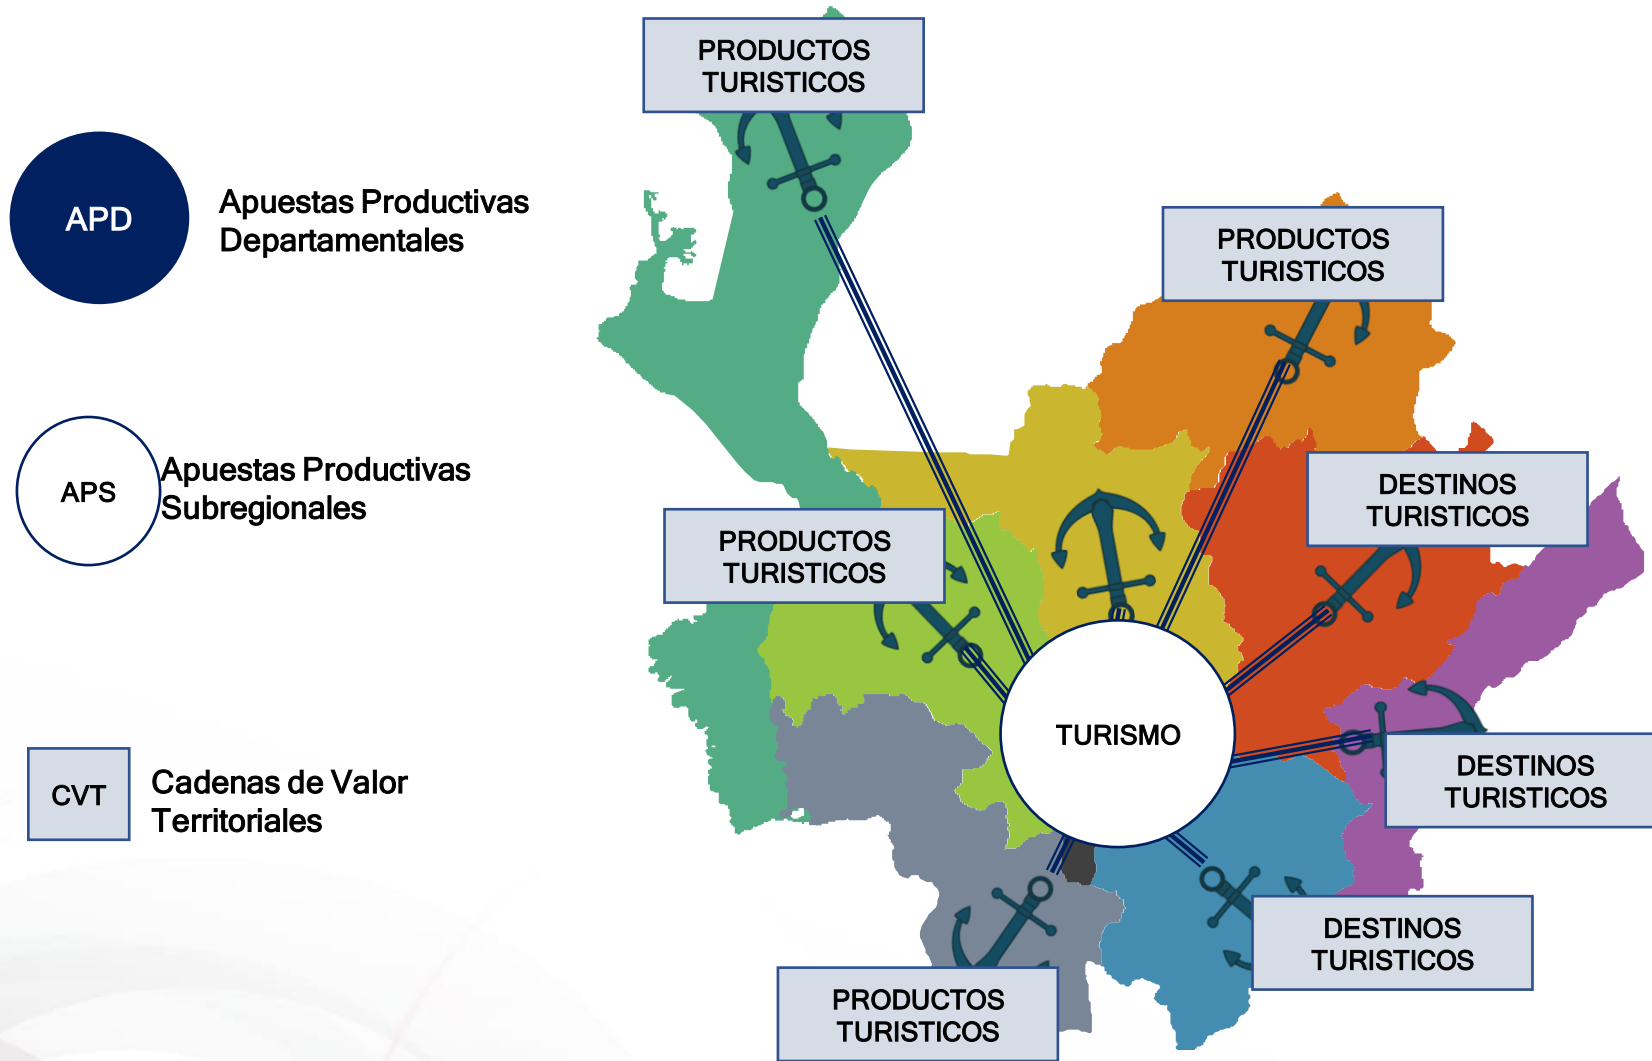 APD
Apuestas Productivas
Departamentales
APS
Apuestas Productivas
Subregionales
CVT
Cadenas de Valor
Territoriales
PRODUCTOS
TURISTICOS
PRODUCTOS
TURISTICOS
DESTINOS
TURISTICOS
PRODUCTOS
TURISTICOS
TURISMO
DESTINOS
TURISTICOS
DESTINOS
TURISTICOS
PRODUCTOS
TURISTICOS